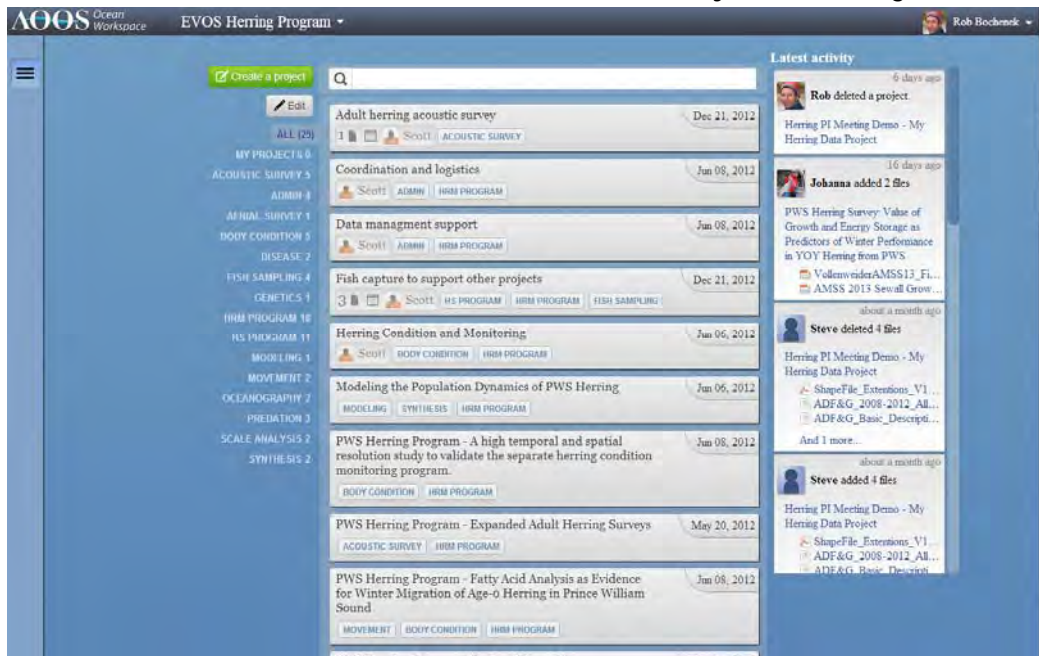 AOOS Ocean Workspace
EVOS Herring Program
Rob Bochenek
Create a project
Edit
ALL (29)
MY PROJECTS 0
ACOUSTIC SURVEY 5
ADMIN 4
AERIAL SURVEY 1
BODY CONDITION 5
DISEASE 2
FISH SAMPLING 4
GENETICS 1
HRM PROGRAM 18
HS PROGRAM 11
MODELING 1
MOVEMENT 2
OCEANOGRAPHY 2
PREDATION 3
SCALE ANALYSIS 2
SYNTHESIS 2
Adult herring acoustic survey
Dec 21, 2012
1 Scott ACOUSTIC SURVEY
Coordination and logistics
Jun 08, 2012
Scott ADMIN HRM PROGRAM
Data managment support
Jun 08, 2012
Scott ADMIN HRM PROGRAM
Fish capture to support other projects
Dec 21, 2012
3 Scott HS PROGRAM HRM PROGRAM FISH SAMPLING
Herring Condition and Monitoring
Jun 06, 2012
Scott BODY CONDITION HRM PROGRAM
Modeling the Population Dynamics of PWS Herring
Jun 06, 2012
MODELING SYNTHESIS HRM PROGRAM
PWS Herring Program - A high temporal and spatial
Jun 08, 2012
resolution study to validate the separate herring condition
monitoring program.
BODY CONDITION HRM PROGRAM
PWS Herring Program - Expanded Adult Herring Surveys
May 20, 2012
ACOUSTIC SURVEY HRM PROGRAM
PWS Herring Program - Fatty Acid Analysis as Evidence
Jun 08, 2012
for Winter Migration of Age-0 Herring in Prince William
Sound
MOVEMENT BODY CONDITION HRM PROGRAM
Latest activity
6 days ago
Rob deleted a project.
Herring PI Meeting Demo - My
Herring Data Project
16 days ago
Johanna added 2 files
PWS Herring Survey: Value of
Growth and Energy Storage as
Predictors of Winter Performance
in YOY Herring from PWS
VollenweiderAMSS13_Fi...
AMSS 2013 Sewall Grow...
about a month ago
Steve deleted 4 files
Herring PI Meeting Demo - My
Herring Data Project
ShapeFile_Extentions_V1...
ADF&G_2008-2012_All...
ADF&G_Basic_Descripti...
And 1 more...
about a month ago
Steve added 4 files
Herring PI Meeting Demo - My
Herring Data Project
ShapeFile_Extentions_V1...
ADF&G_2008-2012_All...
ADF&G_Basic_Descripti...